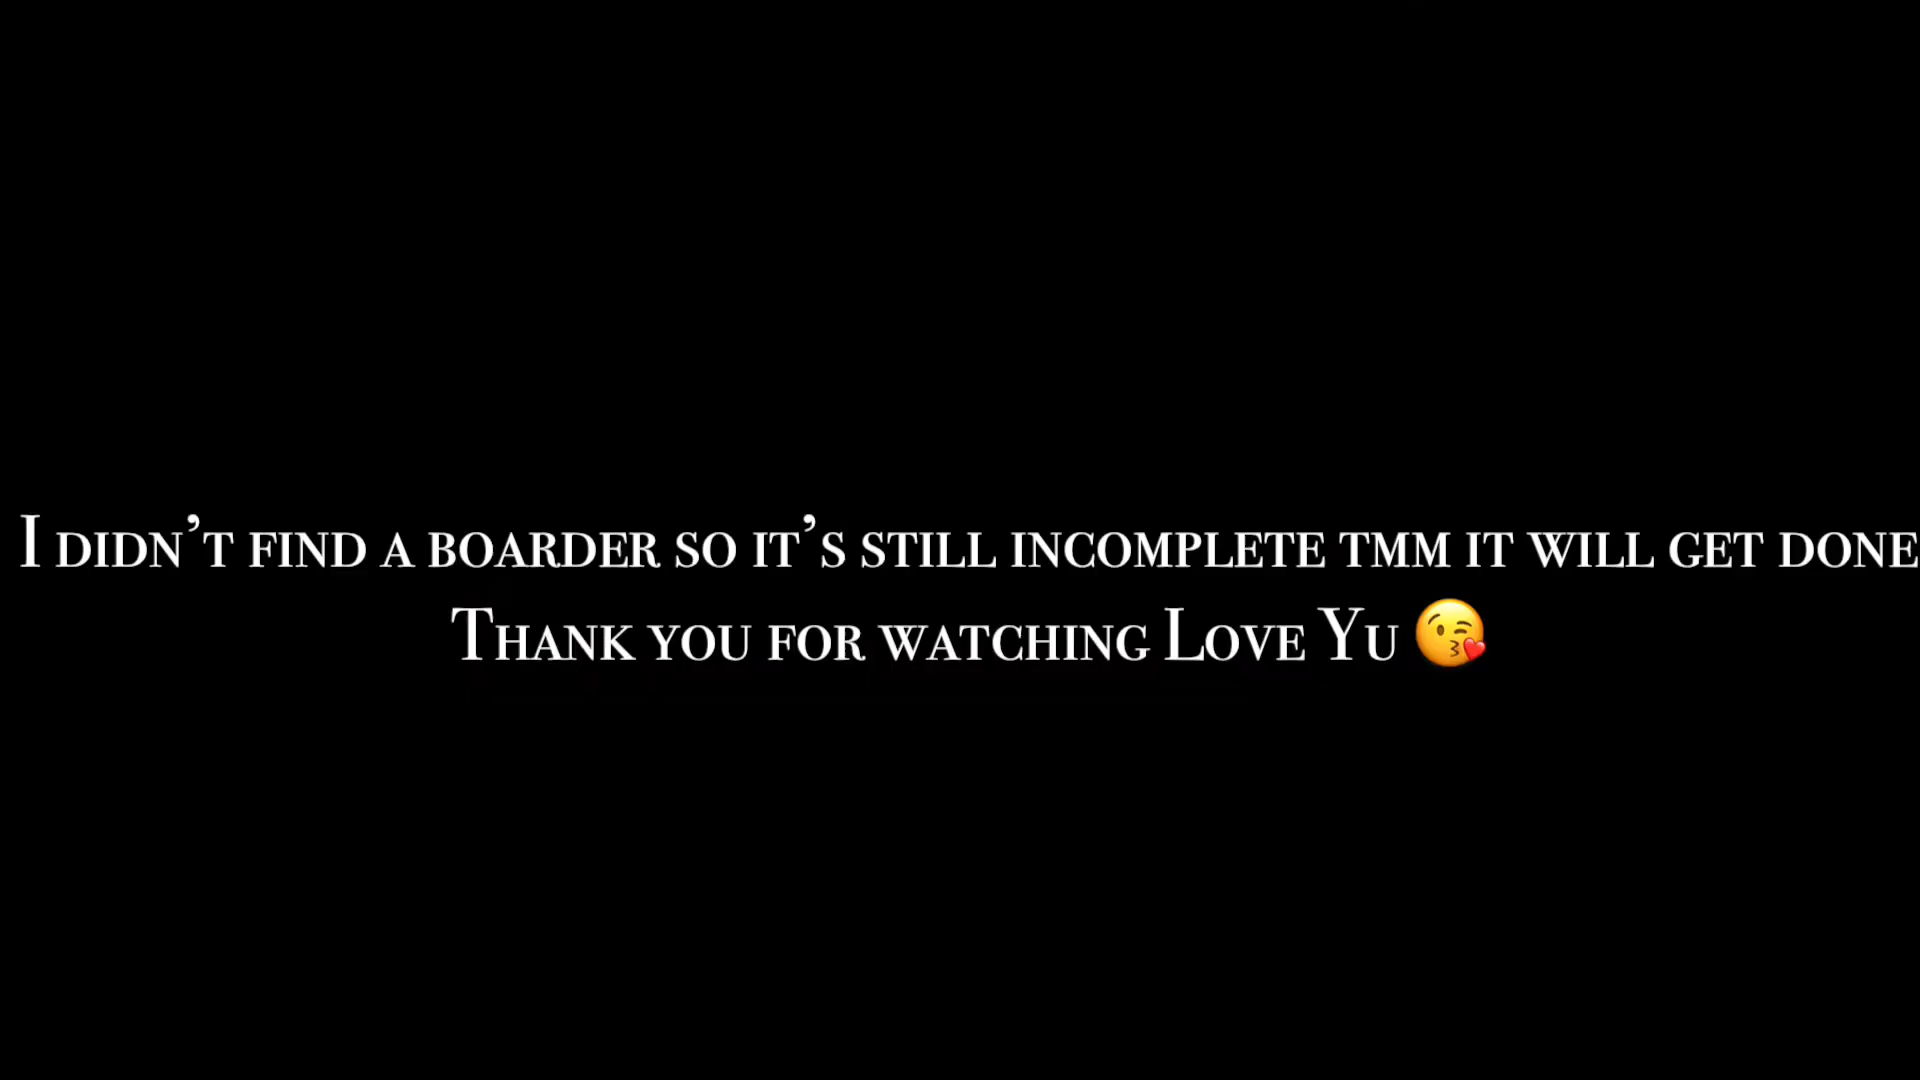 I didn't find a boarder so it's still incomplete tmm it will get done
Thank you for watching Love Yu 😘